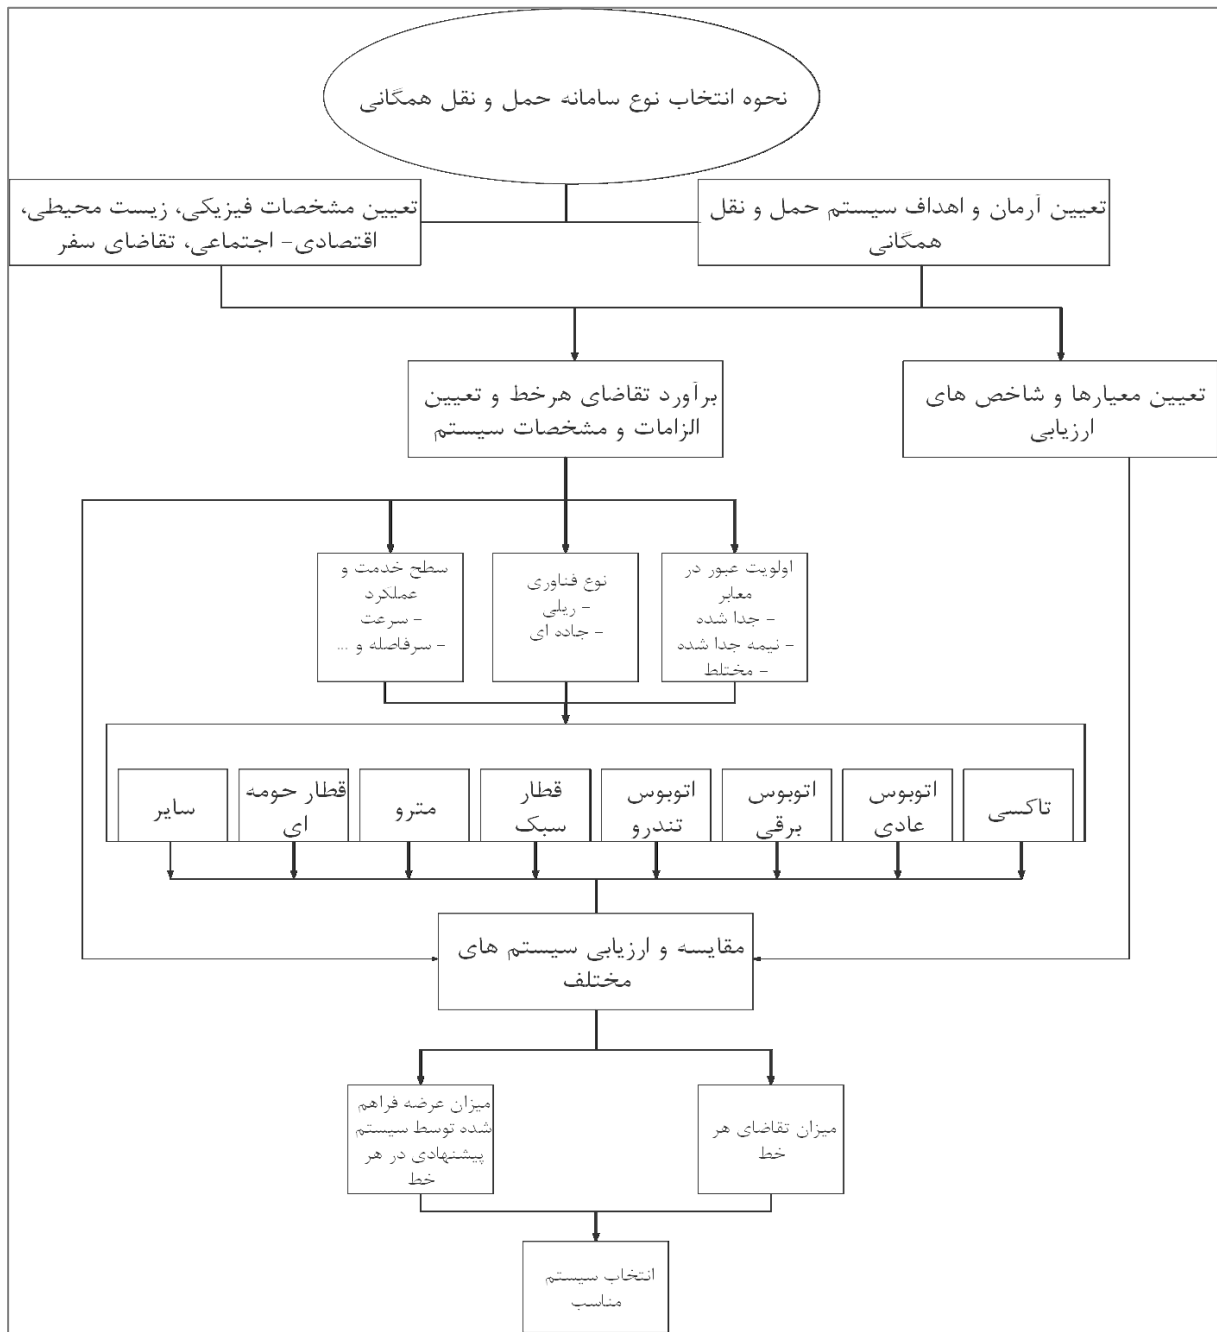 نحوه انتخاب نوع سامانه حمل و نقل همگانی
تعیین آرمان و اهداف سیستم حمل و نقل
همگانی
تعیین مشخصات فیزیکی، زیست محیطی،
اقتصادی- اجتماعی، تقاضای سفر
تعیین معیارها و شاخص های
ارزیابی
برآورد تقاضای هرخط و تعیین
الزامات و مشخصات سیستم
اولویت عبور در
معابر
- جدا شده
- نیمه جدا شده
- مختلط
نوع فناوری
- ریلی
- جاده ای
سطح خدمت و
عملکرد
- سرعت
- سرفاصله و ...
تاکسی
اتوبوس
عادی
اتوبوس
برقی
اتوبوس
تندرو
قطار
سبک
مترو
قطار حومه
ای
سایر
مقایسه و ارزیابی سیستم های
مختلف
میزان تقاضای هر
خط
میزان عرضه فراهم
شده توسط سیستم
پیشنهادی در هر
خط
انتخاب سیستم
مناسب